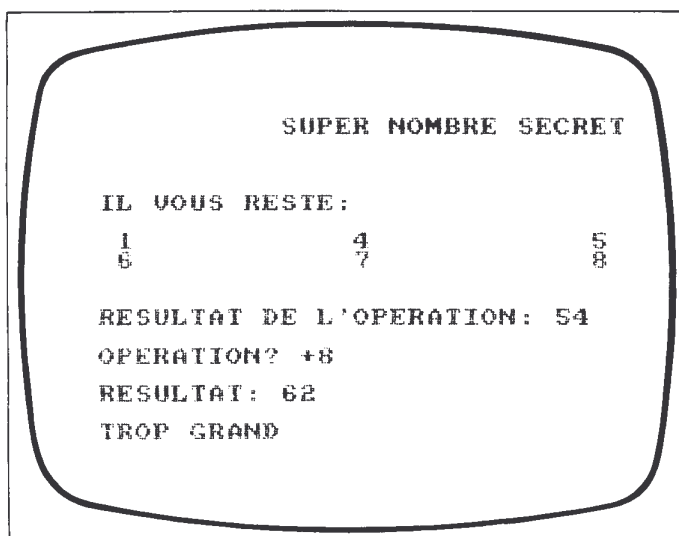 SUPER NOMBRE SECRET
IL VOUS RESTE:
1 4 5
6 7 8
RESULTAT DE L'OPERATION: 54
OPERATION? +8
RESULTAT: 62
TROP GRAND